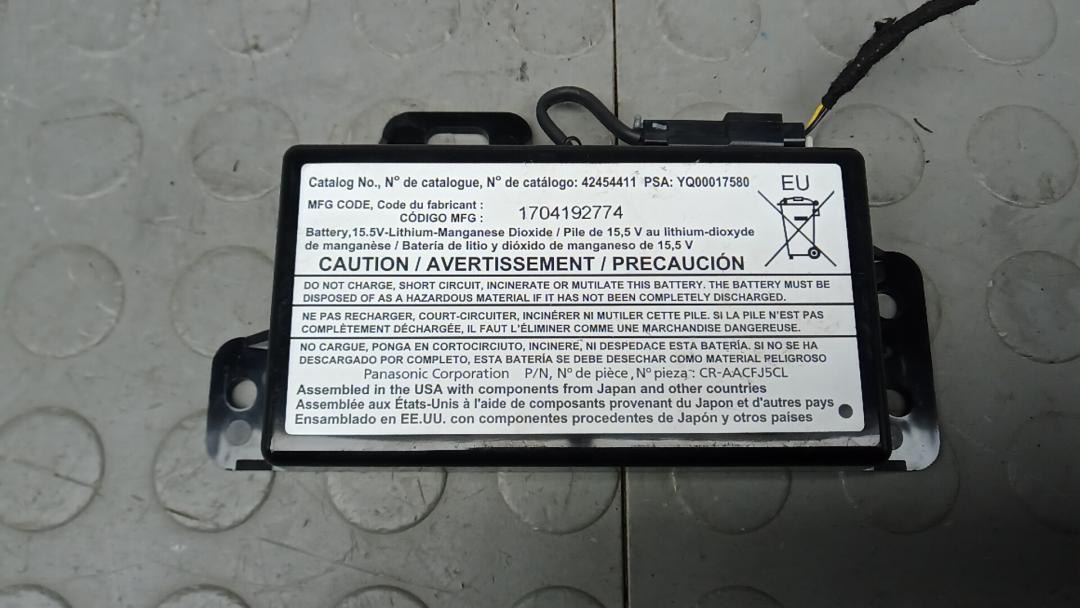 Catalog No., N° de catalogue, N° de catálogo: 42454411 PSA: YQ00017580
EU
MFG CODE, Code du fabricant :
CÓDIGO MFG : 1704192774
Battery,15.5V-Lithium-Manganese Dioxide / Pile de 15,5 V au lithium-dioxyde
de manganèse / Batería de litio y dióxido de manganeso de 15,5 V
CAUTION / AVERTISSEMENT / PRECAUCIÓN
DO NOT CHARGE, SHORT CIRCUIT, INCINERATE OR MUTILATE THIS BATTERY. THE BATTERY MUST BE
DISPOSED OF AS A HAZARDOUS MATERIAL IF IT HAS NOT BEEN COMPLETELY DISCHARGED.
NE PAS RECHARGER, COURT-CIRCUITER, INCINÉRER NI MUTILER CETTE PILE. SI LA PILE N'EST PAS
COMPLÈTEMENT DÉCHARGÉE, IL FAUT L'ÉLIMINER COMME UNE MARCHANDISE DANGEREUSE.
NO CARGUE, PONGA EN CORTOCIRCIUTO, INCINERE, NI DESPEDACE ESTA BATERÍA. SI NO SE HA
DESCARGADO POR COMPLETO, ESTA BATERÍA SE DEBE DESECHAR COMO MATERIAL PELIGROSO
Panasonic Corporation P/N, N° de pièce, N° pieza : CR-AACFJ5CL
Assembled in the USA with components from Japan and other countries
Assemblée aux États-Unis à l'aide de composants provenant du Japon et d'autres pays
Ensamblado en EE.UU. con componentes procedentes de Japón y otros países